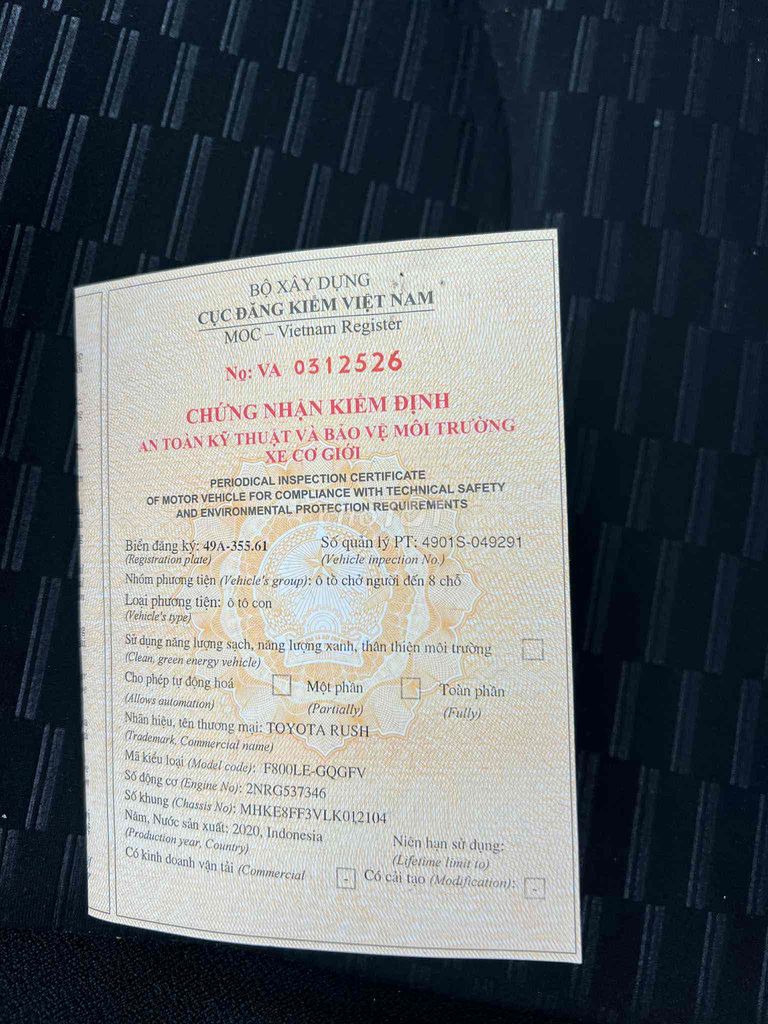 BỘ XÂY DỰNG
CỤC ĐĂNG KIỂM VIỆT NAM
MOC – Vietnam Register
Nọ: VA 0312526
CHỨNG NHẬN KIỂM ĐỊNH
AN TOÀN KỸ THUẬT VÀ BẢO VỆ MÔI TRƯỜNG
XE CƠ GIỚI
PERIODICAL INSPECTION CERTIFICATE
OF MOTOR VEHICLE FOR COMPLIANCE WITH TECHNICAL SAFETY
AND ENVIRONMENTAL PROTECTION REQUIREMENTS
Biển đăng ký: 49A-355.61 Số quản lý PT: 4901S-049291
(Registration plate) (Vehicle inpection No.)
Nhóm phương tiện (Vehicle's group): ô tô chở người đến 8 chỗ
Loại phương tiện: ô tô con
(Vehicle's type)
Sử dụng năng lượng sạch, năng lượng xanh, thân thiện môi trường
(Clean, green energy vehicle)
Cho phép tự động hoá Một phần Toàn phần
(Allows automation) (Partially) (Fully)
Nhãn hiệu, tên thương mại: TOYOTA RUSH
(Trademark, Commercial name)
Mã kiểu loại (Model code): F800LE-GQGFV
Số động cơ (Engine No): 2NRG537346
Số khung (Chassis No): MHKE8FF3VLK012104
Năm, Nước sản xuất: 2020, Indonesia Niên hạn sử dụng:
(Production year, Country) (Lifetime limit to)
Có kinh doanh vận tải (Commercial - Có cải tạo (Modification): -